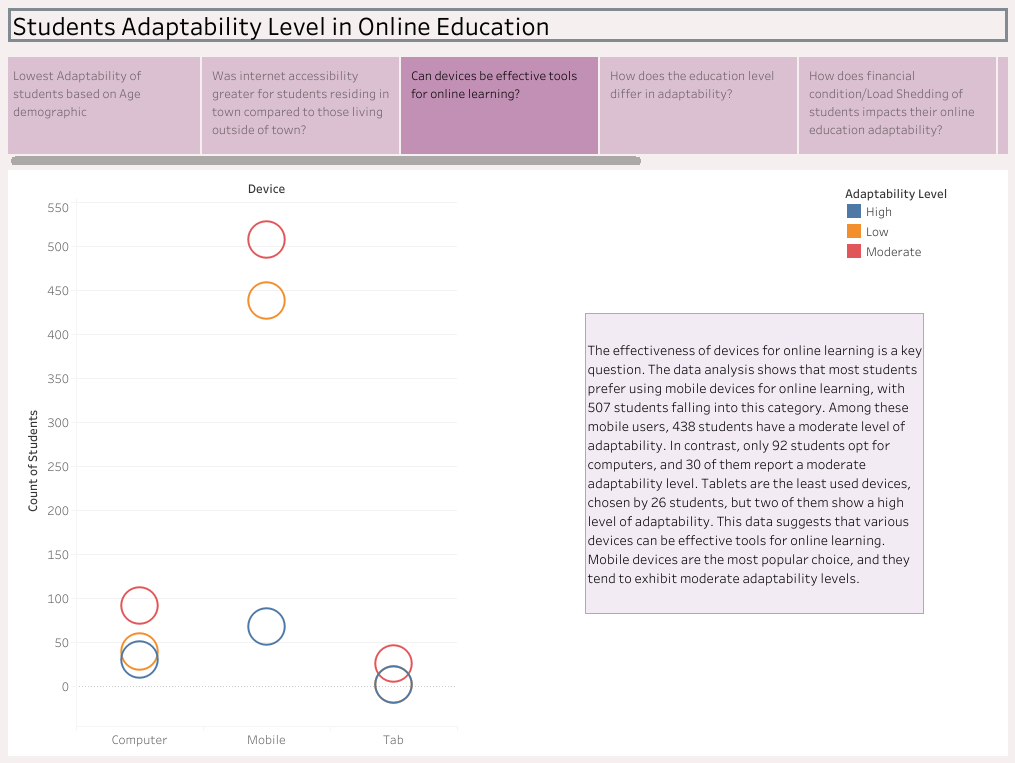 Students Adaptability Level in Online Education
Lowest Adaptability of
students based on Age
demographic
Was internet accessibility
greater for students residing in
town compared to those living
outside of town?
Can devices be effective tools
for online learning?
How does the education level
differ in adaptability?
How does financial
condition/Load Shedding of
students impacts their online
education adaptability?
Device
550
500
450
400
350
300
250
200
150
100
50
0
Count of Students
Computer
Mobile
Tab
Adaptability Level
High
Low
Moderate
The effectiveness of devices for online learning is a key
question. The data analysis shows that most students
prefer using mobile devices for online learning, with
507 students falling into this category. Among these
mobile users, 438 students have a moderate level of
adaptability. In contrast, only 92 students opt for
computers, and 30 of them report a moderate
adaptability level. Tablets are the least used devices,
chosen by 26 students, but two of them show a high
level of adaptability. This data suggests that various
devices can be effective tools for online learning.
Mobile devices are the most popular choice, and they
tend to exhibit moderate adaptability levels.